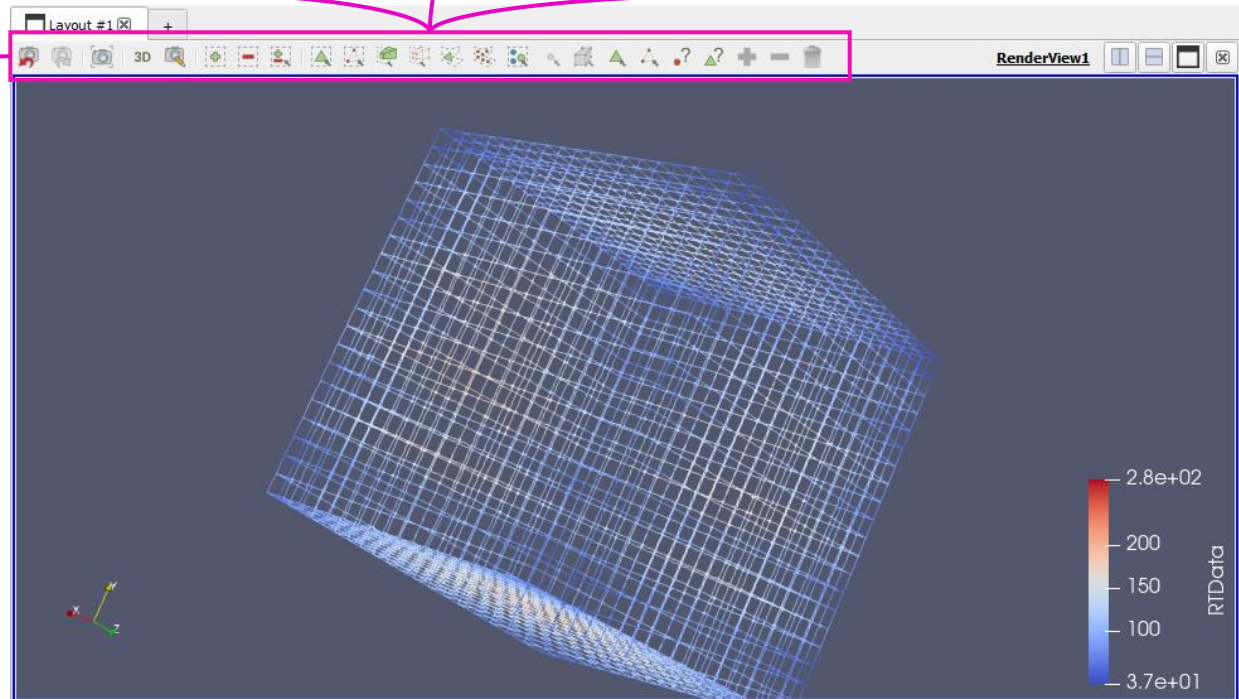 Layout #1
+
3D
RenderView1
2.8e+02
200
150
100
3.7e+01
RTData
Y
X
Z